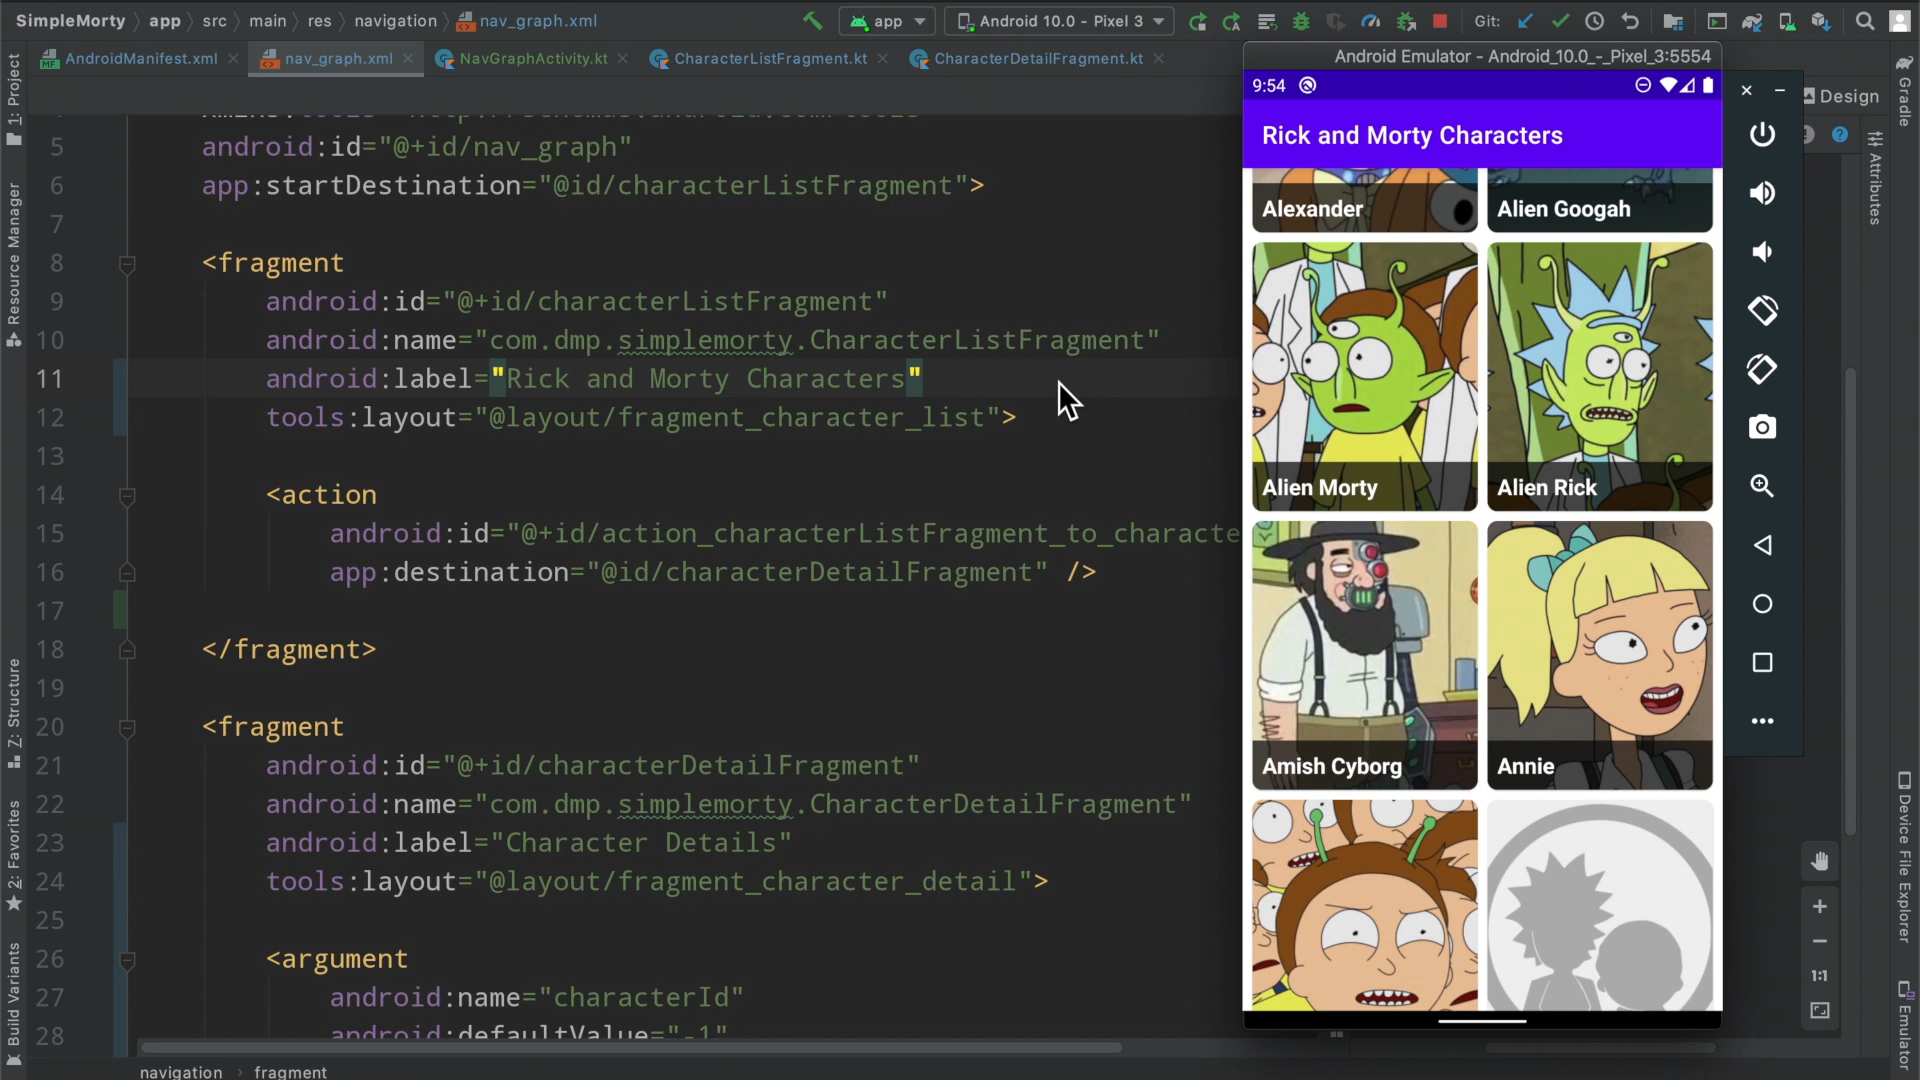 SimpleMorty app src main res navigation nav_graph.xml
app Android 10.0 - Pixel 3 Git:
AndroidManifest.xml nav_graph.xml NavGraphActivity.kt CharacterListFragment.kt CharacterDetailFragment.kt
Android Emulator - Android_10.0_-_Pixel_3:5554
Design
1: Project
Resource Manager
Z: Structure
2: Favorites
Build Variants
5 android:id="@+id/nav_graph"
6 app:startDestination="@id/characterListFragment">
7
8 <fragment
9 android:id="@+id/characterListFragment"
10 android:name="com.dmp.simplemorty.CharacterListFragment"
11 android:label="Rick and Morty Characters"
12 tools:layout="@layout/fragment_character_list">
13
14 <action
15 android:id="@+id/action_characterListFragment_to_characte
16 app:destination="@id/characterDetailFragment" />
17
18 </fragment>
19
20 <fragment
21 android:id="@+id/characterDetailFragment"
22 android:name="com.dmp.simplemorty.CharacterDetailFragment"
23 android:label="Character Details"
24 tools:layout="@layout/fragment_character_detail">
25
26 <argument
27 android:name="characterId"
28 android:defaultValue="-1"
navigation fragment
9:54
Rick and Morty Characters
Alexander
Alien Googah
Alien Morty
Alien Rick
Amish Cyborg
Annie
1:1
Gradle
Attributes
Device File Explorer
Emulator